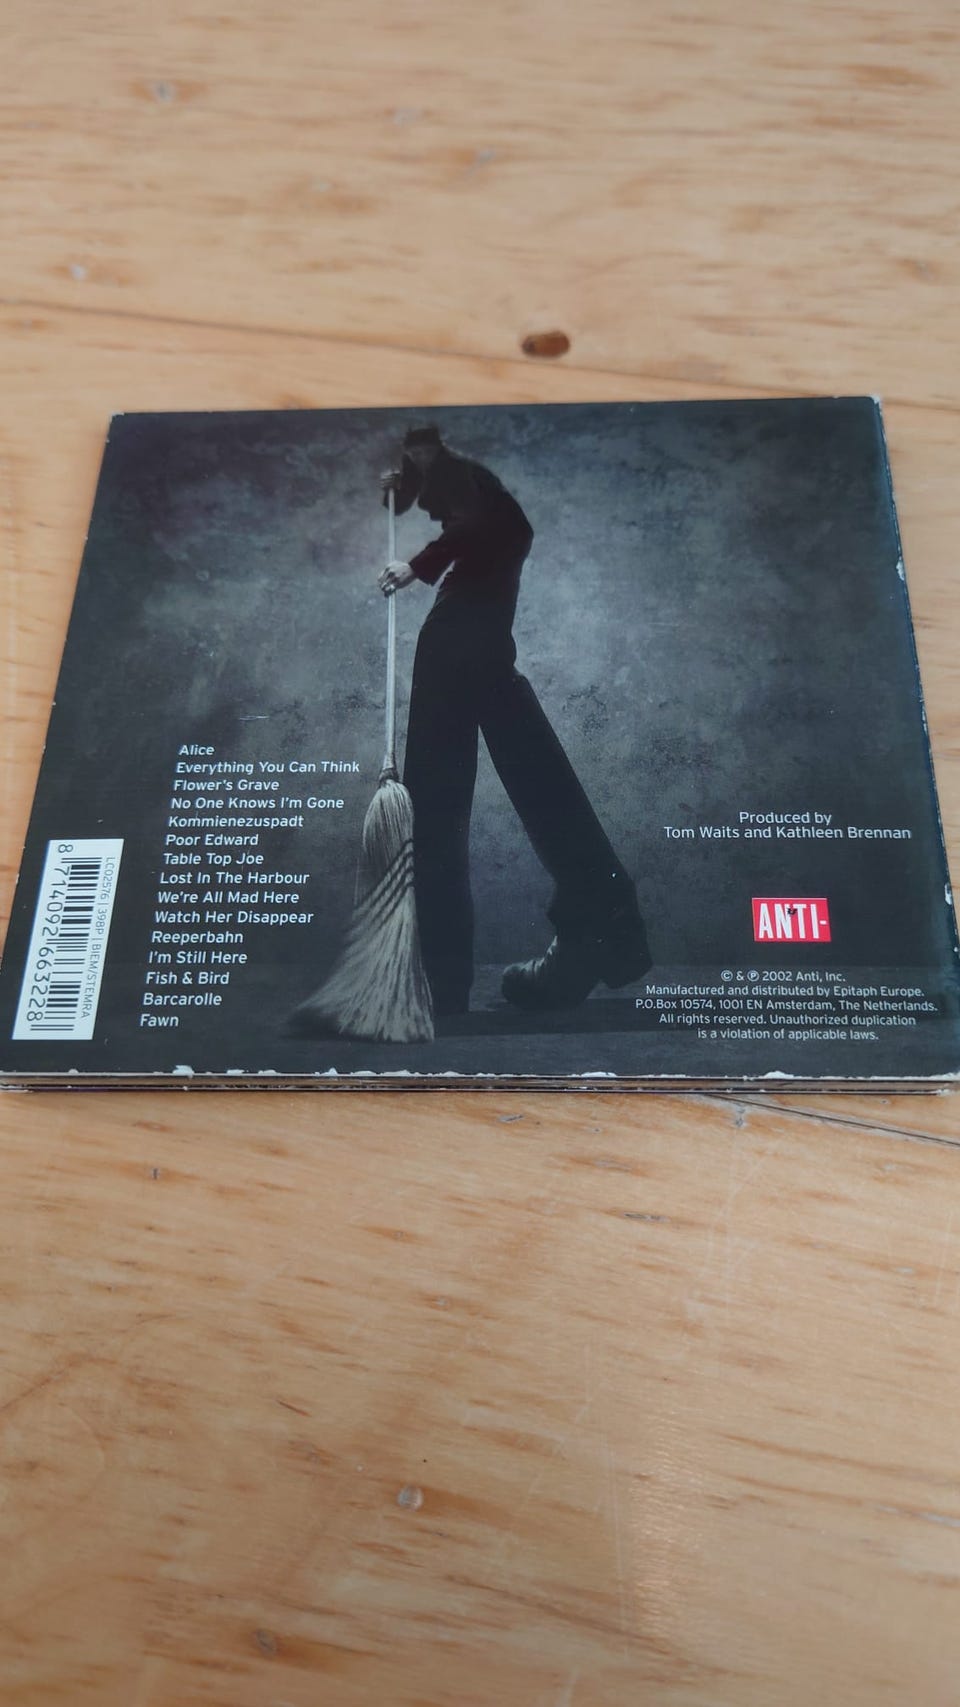 Alice
Everything You Can Think
Flower's Grave
No One Knows I'm Gone
Kommienezuspadt
Poor Edward
Table Top Joe
Lost In The Harbour
We're All Mad Here
Watch Her Disappear
Reeperbahn
I'm Still Here
Fish & Bird
Barcarolle
Fawn
LC02576 | 398P | BIEM/STEMRA
8 714092 663228
Produced by
Tom Waits and Kathleen Brennan
ANTI-
© & ℗ 2002 Anti, Inc.
Manufactured and distributed by Epitaph Europe.
P.O.Box 10574, 1001 EN Amsterdam, The Netherlands.
All rights reserved. Unauthorized duplication
is a violation of applicable laws.